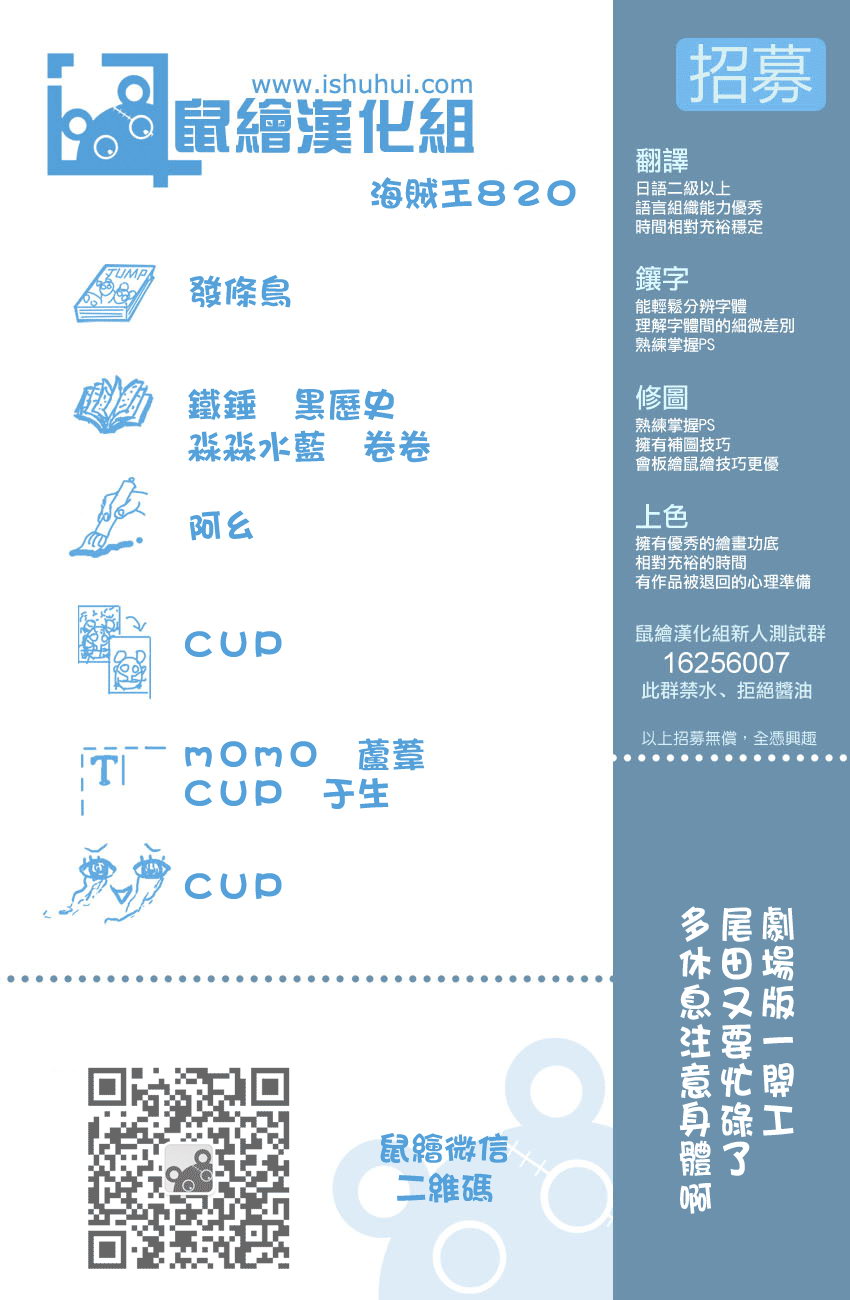 www.ishuhui.com
鼠繪漢化組
海賊王820
JUMP
發條鳥
鐵錘　黑歷史
淼淼水藍　卷卷
阿幺
cup
T
momo　蘆葦
cup　于生
cup
鼠繪微信
二維碼
招募
翻譯
日語二級以上
語言組織能力優秀
時間相對充裕穩定
鑲字
能輕鬆分辨字體
理解字體間的細微差別
熟練掌握PS
修圖
熟練掌握PS
擁有補圖技巧
會板繪鼠繪技巧更優
上色
擁有優秀的繪畫功底
相對充裕的時間
有作品被退回的心理準備
鼠繪漢化組新人測試群
16256007
此群禁水、拒絕醬油
以上招募無償，全憑興趣
劇場版一開工
尾田又要忙碌了
多休息注意身體啊